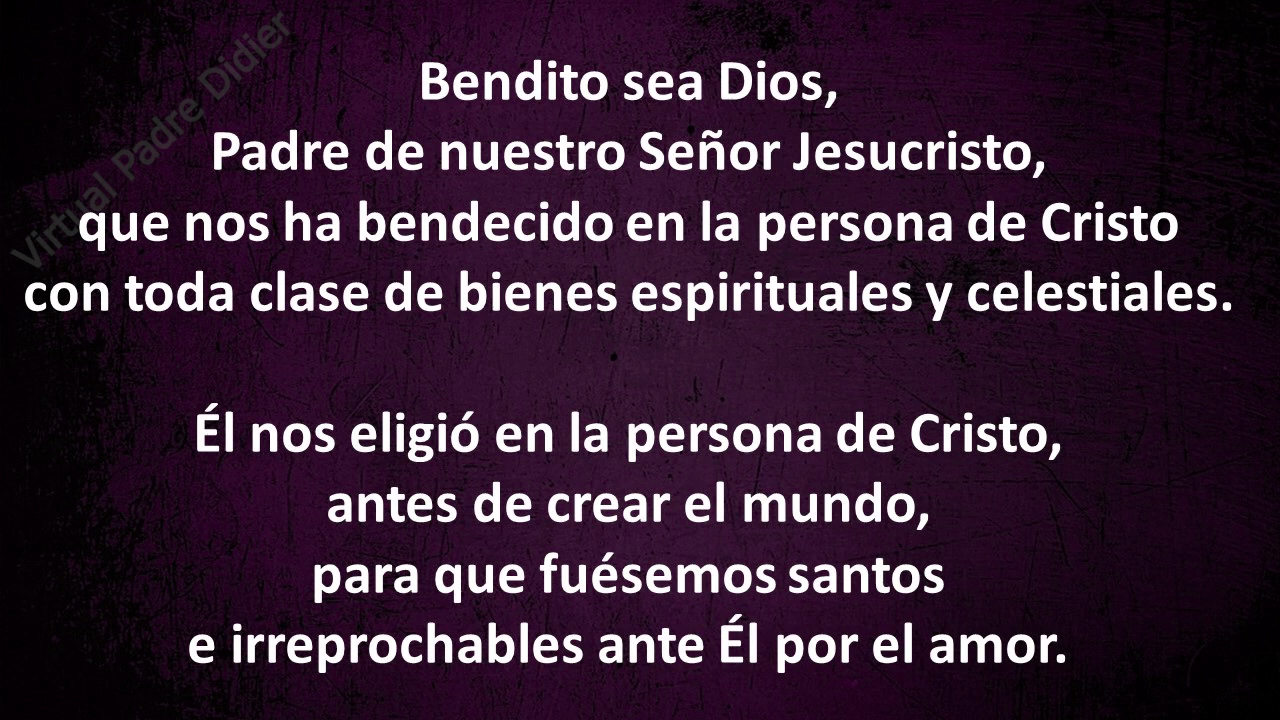 Virtual Padre Didier
Bendito sea Dios,
Padre de nuestro Señor Jesucristo,
que nos ha bendecido en la persona de Cristo
con toda clase de bienes espirituales y celestiales.
Él nos eligió en la persona de Cristo,
antes de crear el mundo,
para que fuésemos santos
e irreprochables ante Él por el amor.